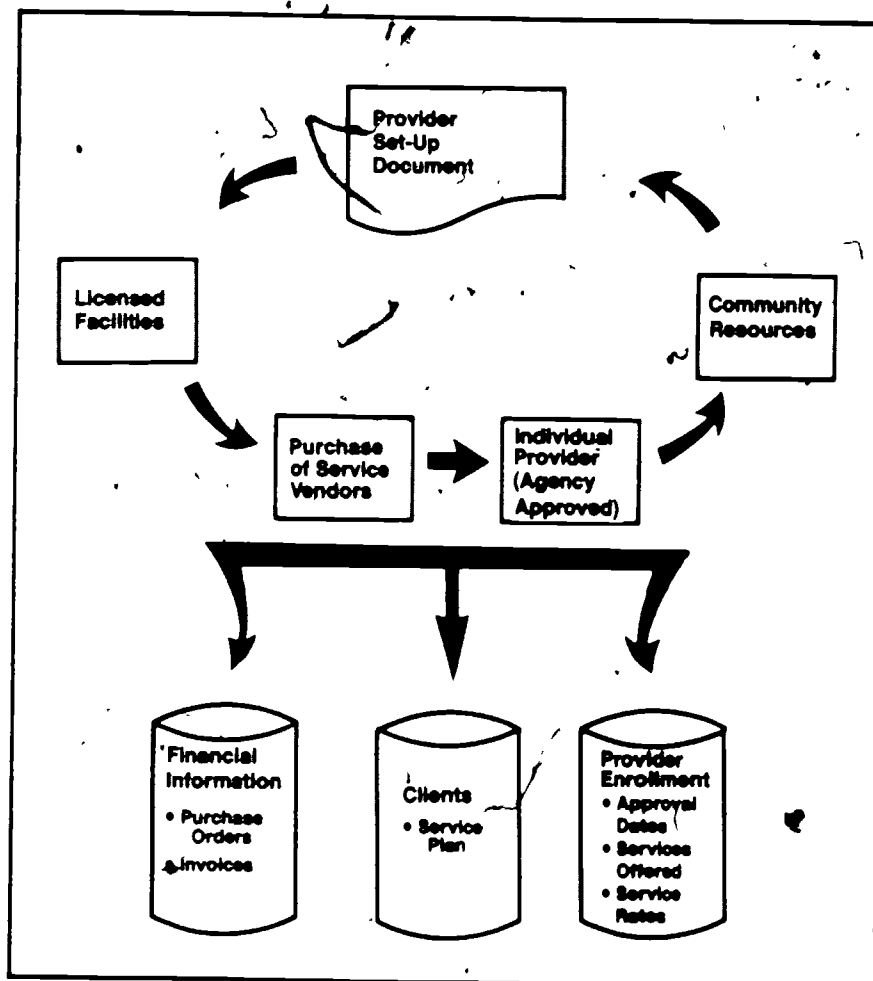 Provider
Set-Up
Document
Licensed
Facilities
Community
Resources
Purchase
of Service
Vendors
Individual
Provider
(Agency
Approved)
Financial
Information
• Purchase
Orders
• Invoices
Clients
• Service
Plan
Provider
Enrollment
• Approval
Dates
• Services
Offered
• Service
Rates